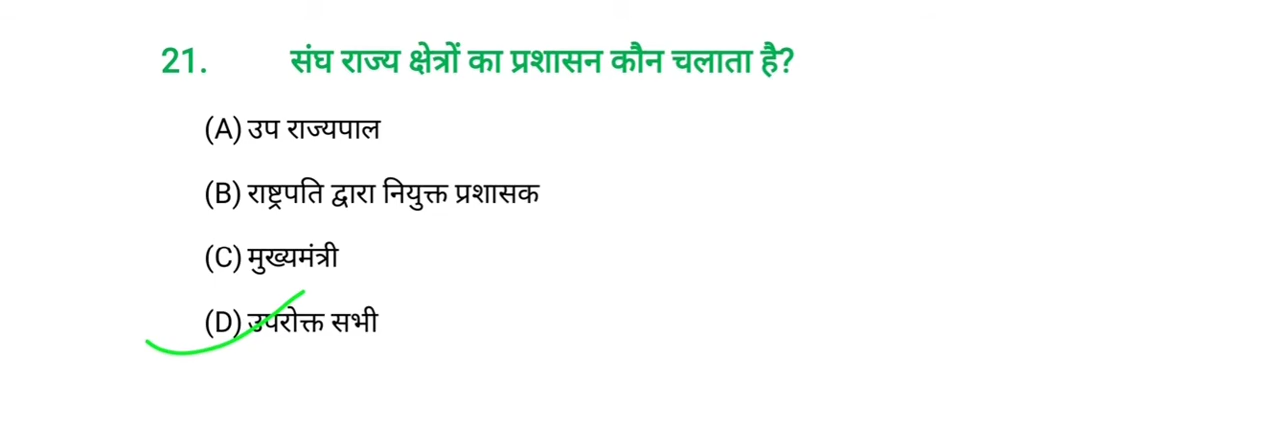 21. संघ राज्य क्षेत्रों का प्रशासन कौन चलाता है?
(A) उप राज्यपाल
(B) राष्ट्रपति द्वारा नियुक्त प्रशासक
(C) मुख्यमंत्री
(D) उपरोक्त सभी